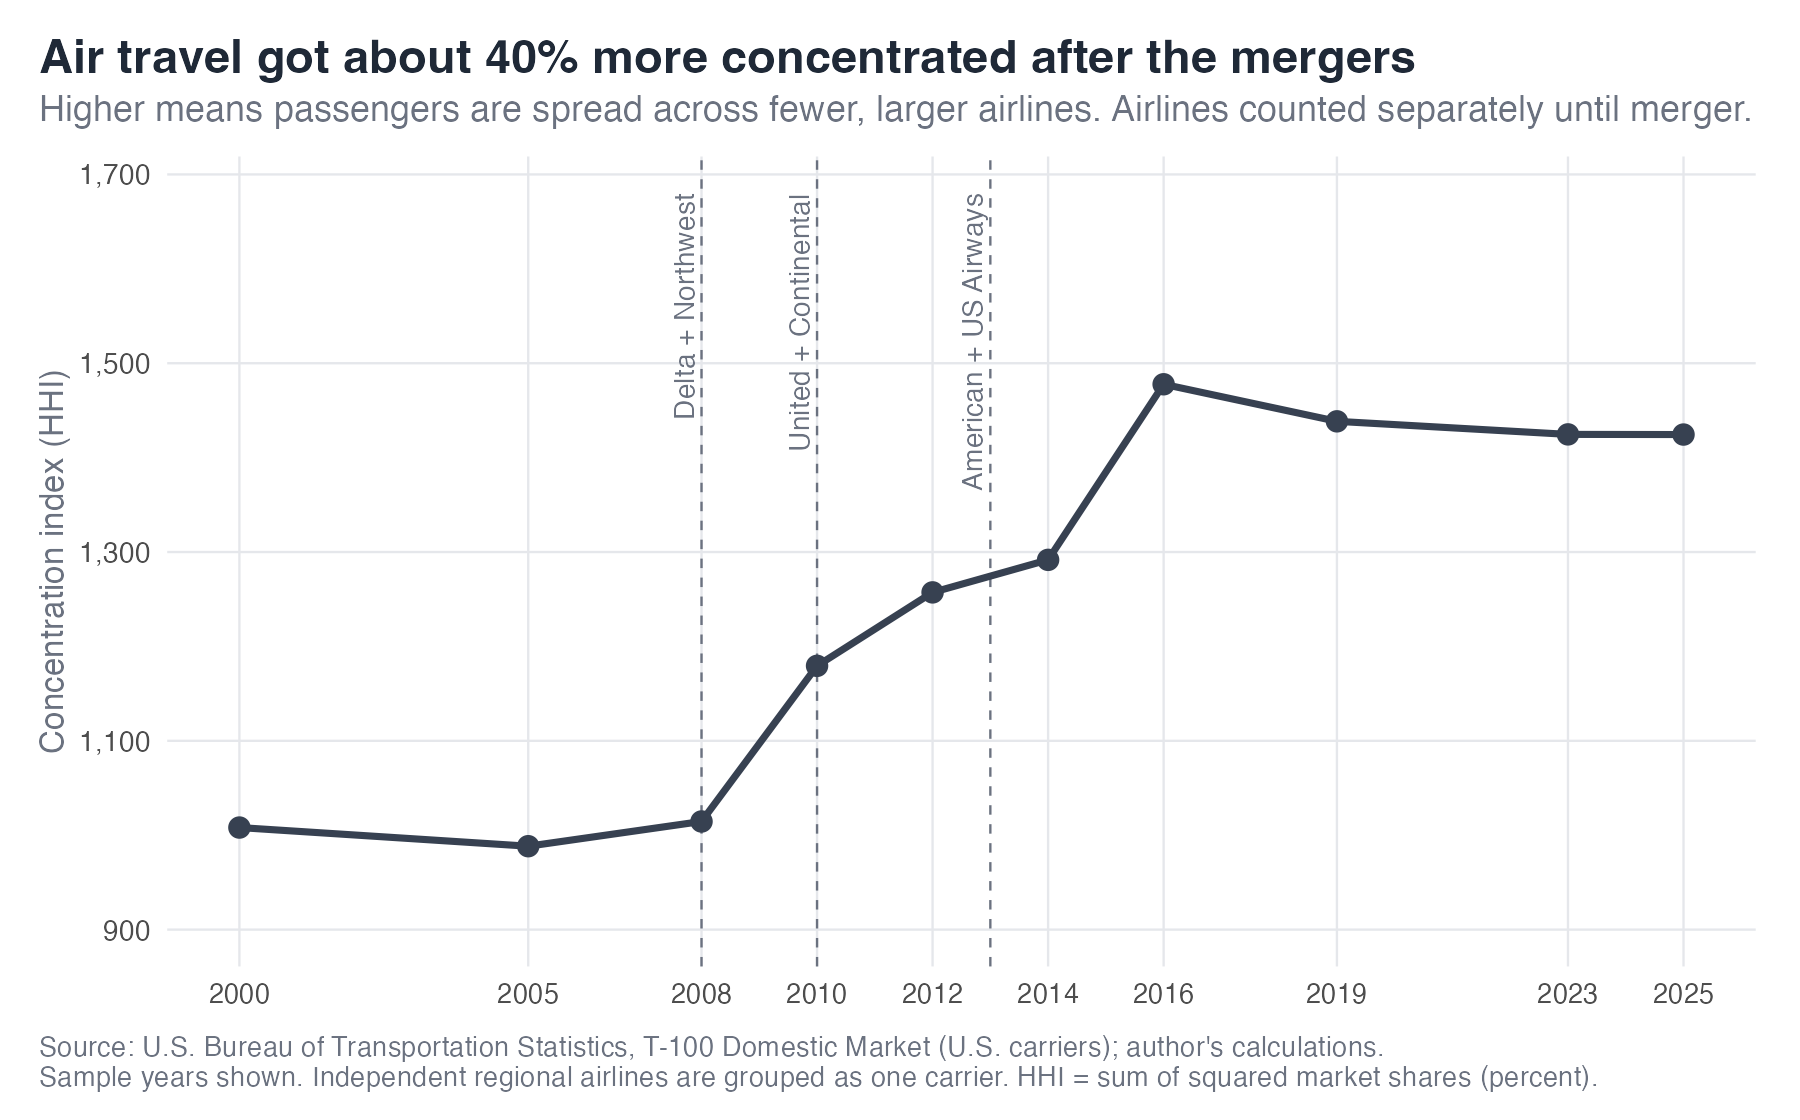 Air travel got about 40% more concentrated after the mergers
Higher means passengers are spread across fewer, larger airlines. Airlines counted separately until merger.
Concentration index (HHI)
1,700
1,500
1,300
1,100
900
Delta + Northwest
United + Continental
American + US Airways
2000 2005 2008 2010 2012 2014 2016 2019 2023 2025
Source: U.S. Bureau of Transportation Statistics, T-100 Domestic Market (U.S. carriers); author's calculations.
Sample years shown. Independent regional airlines are grouped as one carrier. HHI = sum of squared market shares (percent).